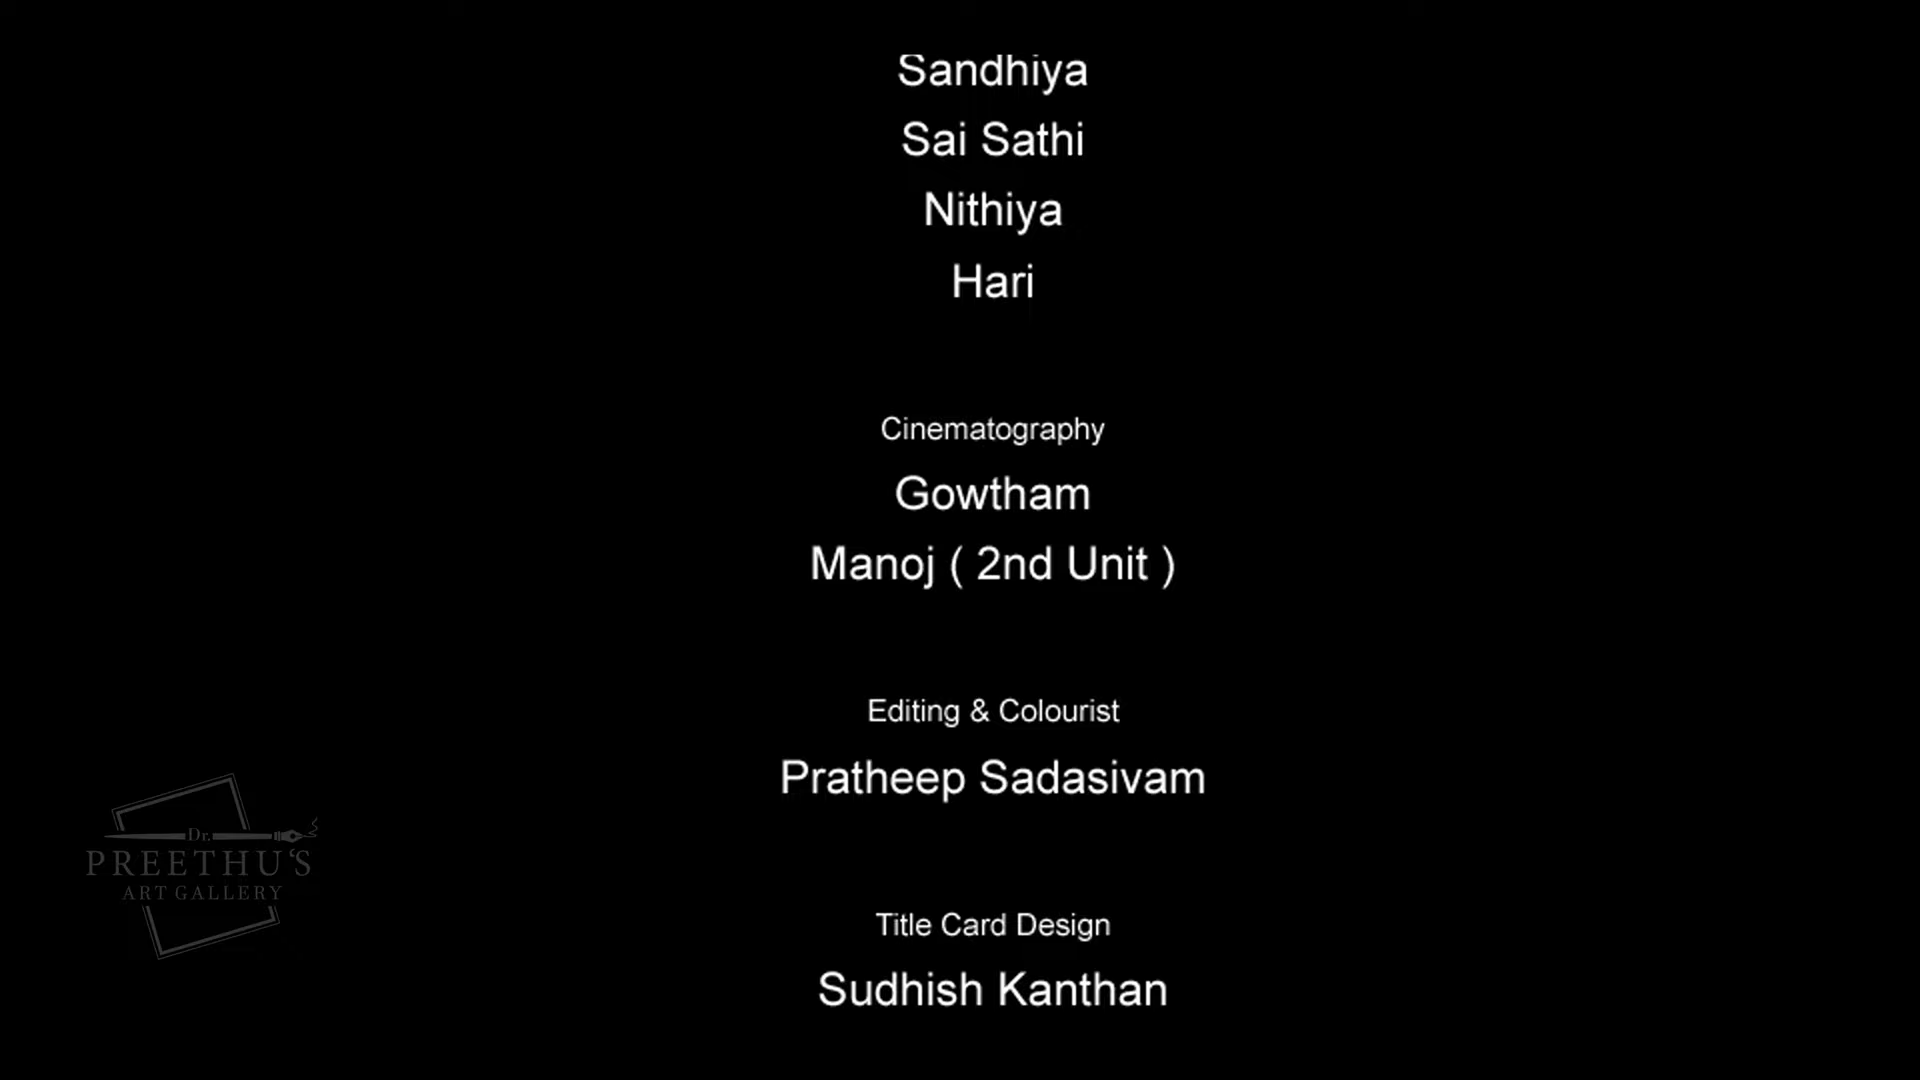 Sandhiya
Sai Sathi
Nithiya
Hari
Cinematography
Gowtham
Manoj ( 2nd Unit )
Editing & Colourist
Pratheep Sadasivam
Dr.
PREETHU'S
ART GALLERY
Title Card Design
Sudhish Kanthan